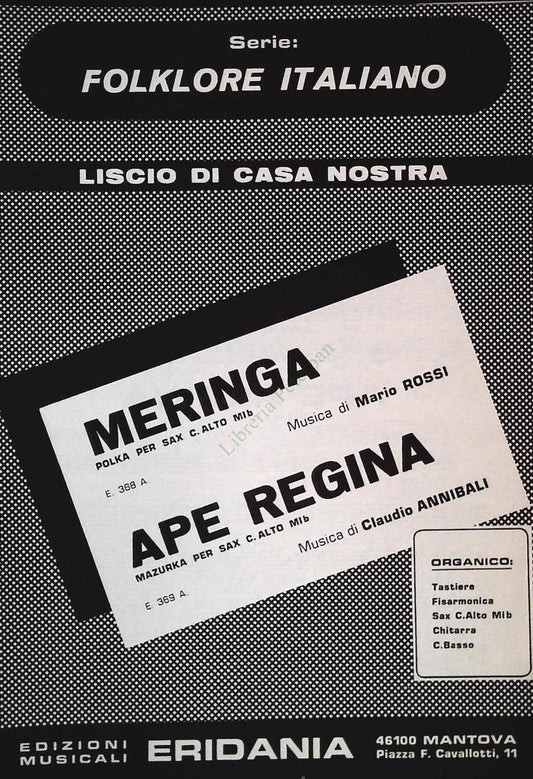 Serie:
FOLKLORE ITALIANO
LISCIO DI CASA NOSTRA
MERINGA
POLKA PER SAX C. ALTO MIb
Musica di Mario ROSSI
E. 368 A
APE REGINA
MAZURKA PER SAX C. ALTO MIb
Musica di Claudio ANNIBALI
E. 369 A.
ORGANICO:
Tastiere
Fisarmonica
Sax C.Alto MIb
Chitarra
C.Basso
EDIZIONI
MUSICALI
ERIDANIA
46100 MANTOVA
Piazza F. Cavallotti, 11
Libreria